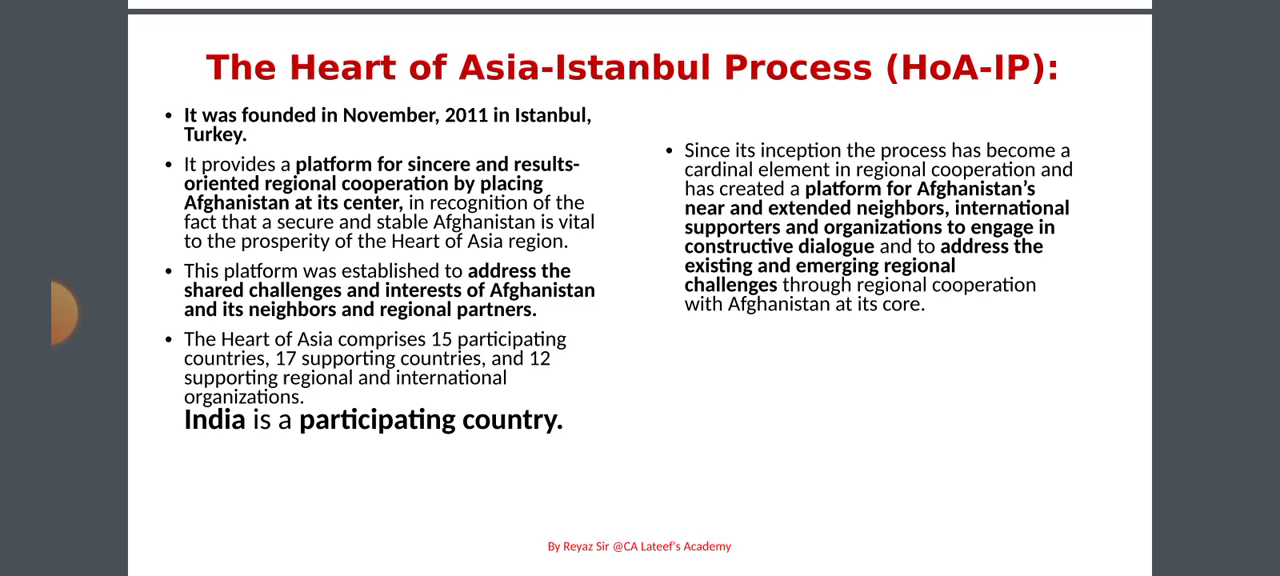 The Heart of Asia-Istanbul Process (HoA-IP):
• It was founded in November, 2011 in Istanbul,
Turkey.
• It provides a platform for sincere and results-
oriented regional cooperation by placing
Afghanistan at its center, in recognition of the
fact that a secure and stable Afghanistan is vital
to the prosperity of the Heart of Asia region.
• This platform was established to address the
shared challenges and interests of Afghanistan
and its neighbors and regional partners.
• The Heart of Asia comprises 15 participating
countries, 17 supporting countries, and 12
supporting regional and international
organizations.
India is a participating country.
• Since its inception the process has become a
cardinal element in regional cooperation and
has created a platform for Afghanistan’s
near and extended neighbors, international
supporters and organizations to engage in
constructive dialogue and to address the
existing and emerging regional
challenges through regional cooperation
with Afghanistan at its core.
By Reyaz Sir @CA Lateef's Academy